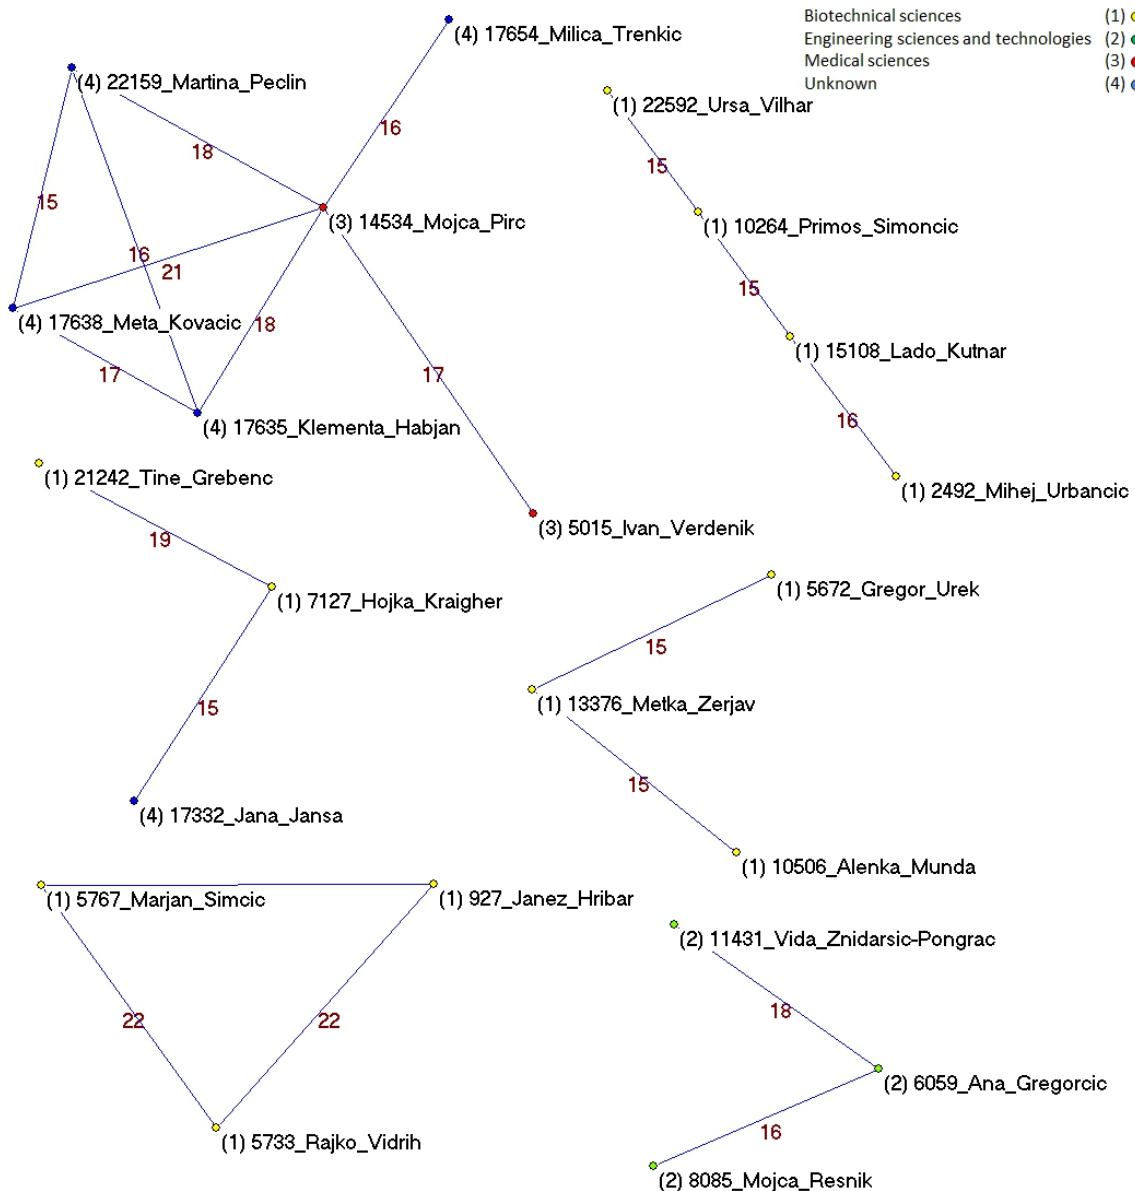 Biotechnical sciences (1)
Engineering sciences and technologies (2)
Medical sciences (3)
Unknown (4)
(4) 17654_Milica_Trenkic
(4) 22159_Martina_Peclin
(1) 22592_Ursa_Vilhar
16
18
15
15
(3) 14534_Mojca_Pirc
(1) 10264_Primos_Simoncic
16
21
15
(4) 17638_Meta_Kovacic
18
(1) 15108_Lado_Kutnar
17
17
16
(4) 17635_Klementa_Habjan
(1) 21242_Tine_Grebenc
(1) 2492_Mihej_Urbancic
(3) 5015_Ivan_Verdenik
19
(1) 5672_Gregor_Urek
(1) 7127_Hojka_Kraigher
15
(1) 13376_Metka_Zerjav
15
15
(4) 17332_Jana_Jansa
(1) 10506_Alenka_Munda
(1) 5767_Marjan_Simcic
(1) 927_Janez_Hribar
(2) 11431_Vida_Znidarsic-Pongrac
22
22
18
(2) 6059_Ana_Gregorcic
16
(1) 5733_Rajko_Vidrih
(2) 8085_Mojca_Resnik